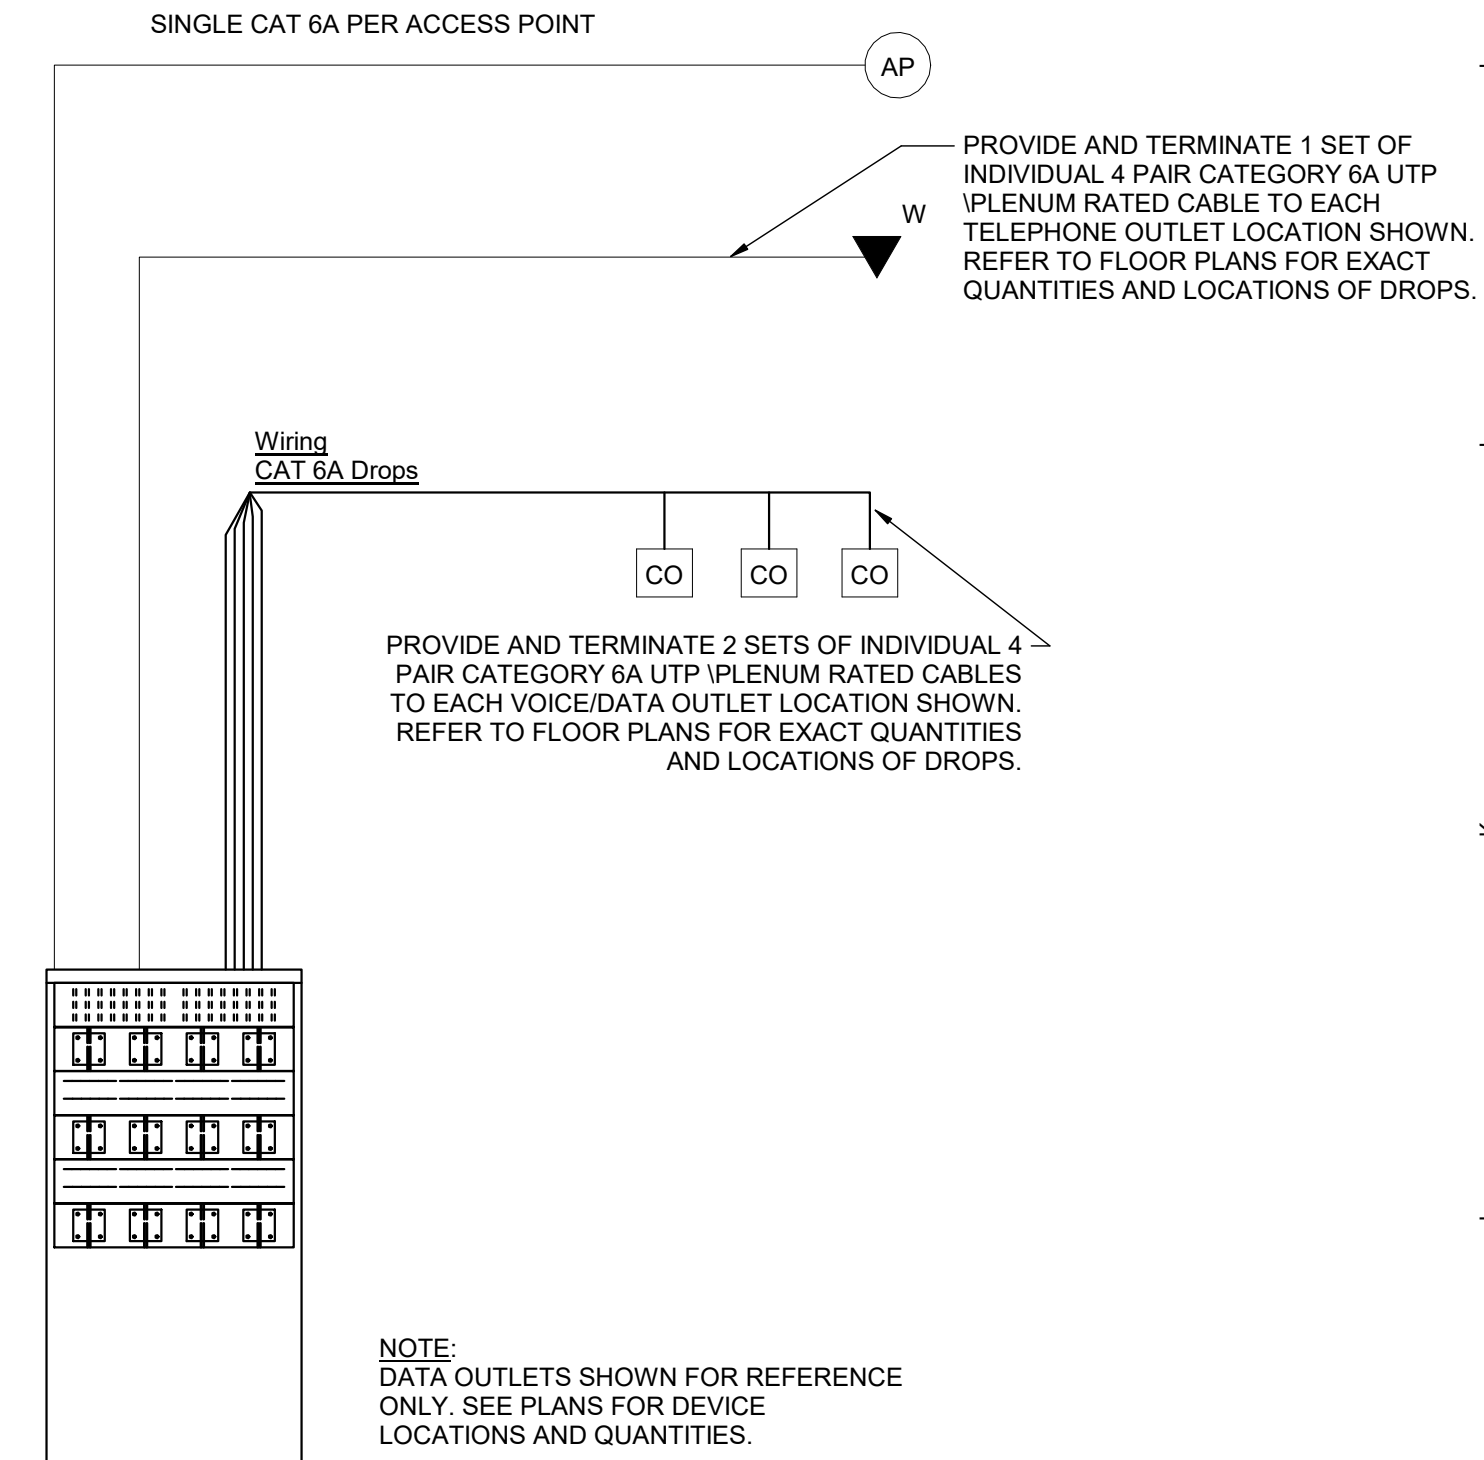 SINGLE CAT 6A PER ACCESS POINT
AP
PROVIDE AND TERMINATE 1 SET OF
INDIVIDUAL 4 PAIR CATEGORY 6A UTP
\PLENUM RATED CABLE TO EACH
TELEPHONE OUTLET LOCATION SHOWN.
REFER TO FLOOR PLANS FOR EXACT
QUANTITIES AND LOCATIONS OF DROPS.
W
Wiring
CAT 6A Drops
CO CO CO
PROVIDE AND TERMINATE 2 SETS OF INDIVIDUAL 4
PAIR CATEGORY 6A UTP \PLENUM RATED CABLES
TO EACH VOICE/DATA OUTLET LOCATION SHOWN.
REFER TO FLOOR PLANS FOR EXACT QUANTITIES
AND LOCATIONS OF DROPS.
NOTE:
DATA OUTLETS SHOWN FOR REFERENCE
ONLY. SEE PLANS FOR DEVICE
LOCATIONS AND QUANTITIES.